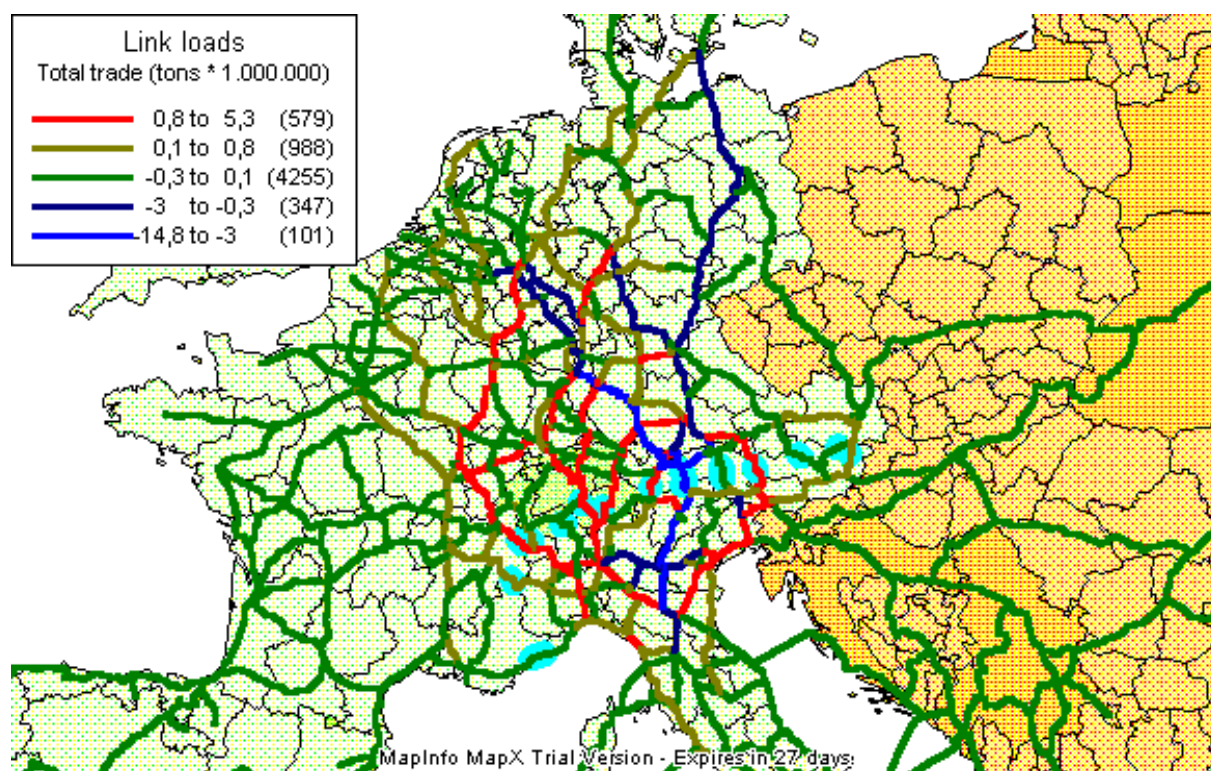 Link loads
Total trade (tons * 1.000.000)
0,8 to 5,3 (579)
0,1 to 0,8 (988)
-0,3 to 0,1 (4255)
-3 to -0,3 (347)
-14,8 to -3 (101)
MapInfo MapX Trial Version - Expires in 27 days.